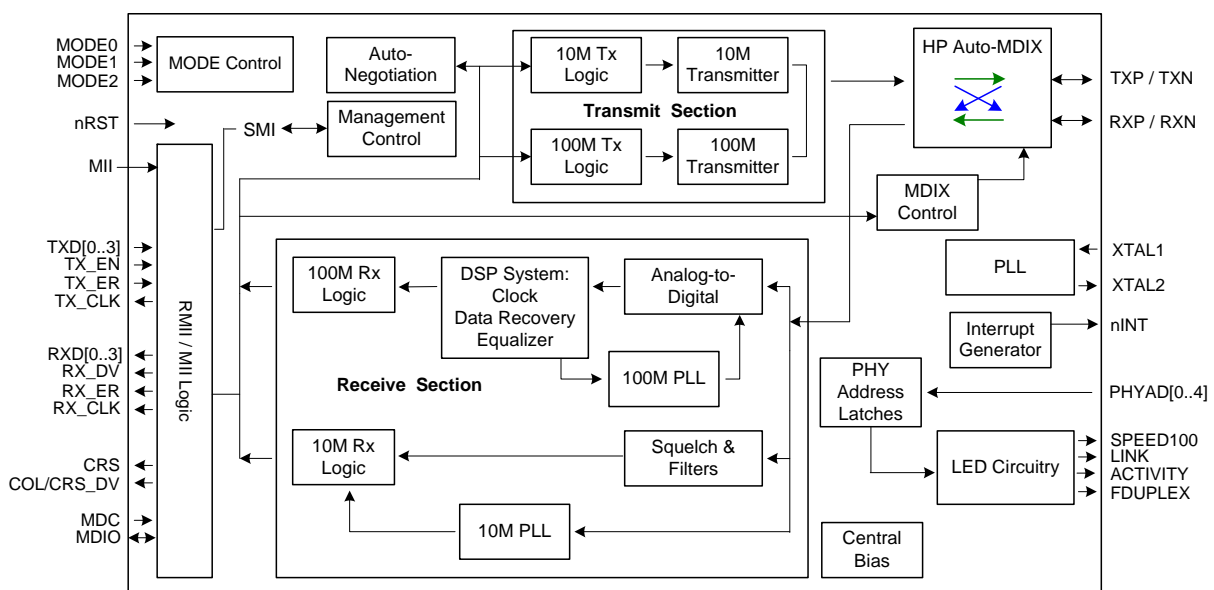 MODE0
MODE1
MODE2
nRST
MII
TXD[0..3]
TX_EN
TX_ER
TX_CLK
RXD[0..3]
RX_DV
RX_ER
RX_CLK
CRS
COL/CRS_DV
MDC
MDIO
MODE Control
Auto-
Negotiation
SMI
Management
Control
RMII / MII Logic
10M Tx
Logic
10M
Transmitter
Transmit Section
100M Tx
Logic
100M
Transmitter
HP Auto-MDIX
MDIX
Control
100M Rx
Logic
DSP System:
Clock
Data Recovery
Equalizer
Analog-to-
Digital
100M PLL
Receive Section
10M Rx
Logic
Squelch &
Filters
10M PLL
PLL
Interrupt
Generator
PHY
Address
Latches
LED Circuitry
Central
Bias
TXP / TXN
RXP / RXN
XTAL1
XTAL2
nINT
PHYAD[0..4]
SPEED100
LINK
ACTIVITY
FDUPLEX